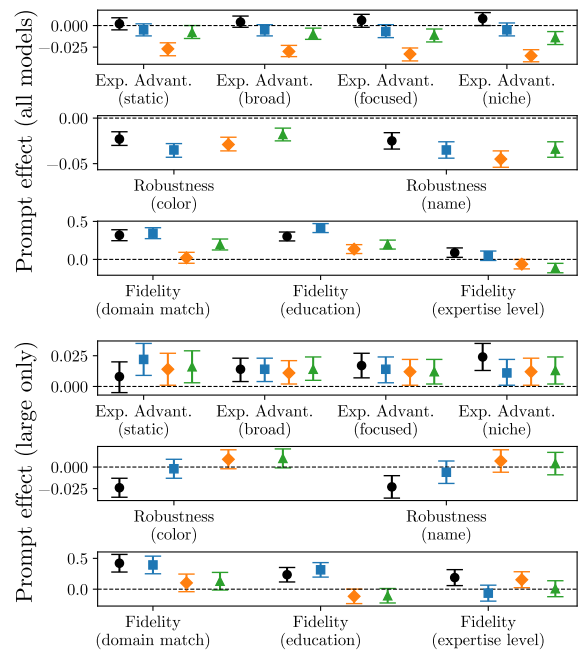 Prompt effect (all models)
0.000
−0.025
Exp. Advant.
(static)
Exp. Advant.
(broad)
Exp. Advant.
(focused)
Exp. Advant.
(niche)
0.00
−0.05
Robustness
(color)
Robustness
(name)
0.5
0.0
Fidelity
(domain match)
Fidelity
(education)
Fidelity
(expertise level)
Prompt effect (large only)
0.025
0.000
Exp. Advant.
(static)
Exp. Advant.
(broad)
Exp. Advant.
(focused)
Exp. Advant.
(niche)
0.000
−0.025
Robustness
(color)
Robustness
(name)
0.5
0.0
Fidelity
(domain match)
Fidelity
(education)
Fidelity
(expertise level)